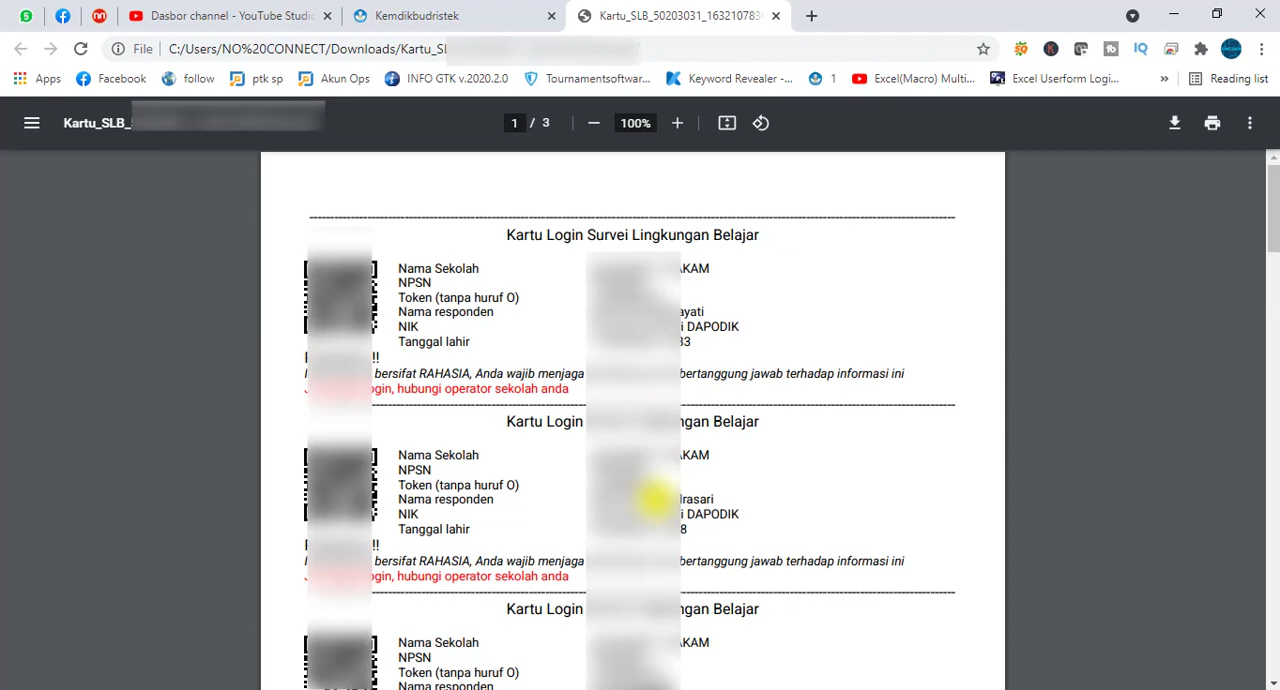 Dasbor channel - YouTube Studio
Kemdikbudristek
Kartu_SLB_50203031_1632107836
File
C:/Users/NO%20CONNECT/Downloads/Kartu_SL
Apps
Facebook
follow
ptk sp
Akun Ops
INFO GTK v.2020.2.0
Tournamentsoftwar...
Keyword Revealer -...
1
Excel(Macro) Multi...
Excel Userform Logi...
»
Reading list
Kartu_SLB_
1 / 3
100%
Kartu Login Survei Lingkungan Belajar
Nama Sekolah AKAM
NPSN
Token (tanpa huruf O)
Nama responden ayati
NIK i DAPODIK
Tanggal lahir 33
!!
bersifat RAHASIA, Anda wajib menjaga bertanggung jawab terhadap informasi ini
ogin, hubungi operator sekolah anda
Kartu Login ngan Belajar
Nama Sekolah AKAM
NPSN
Token (tanpa huruf O)
Nama responden rasari
NIK i DAPODIK
Tanggal lahir 8
!!
bersifat RAHASIA, Anda wajib menjaga bertanggung jawab terhadap informasi ini
ogin, hubungi operator sekolah anda
Kartu Login ngan Belajar
Nama Sekolah AKAM
NPSN
Token (tanpa huruf O)
Nama responden